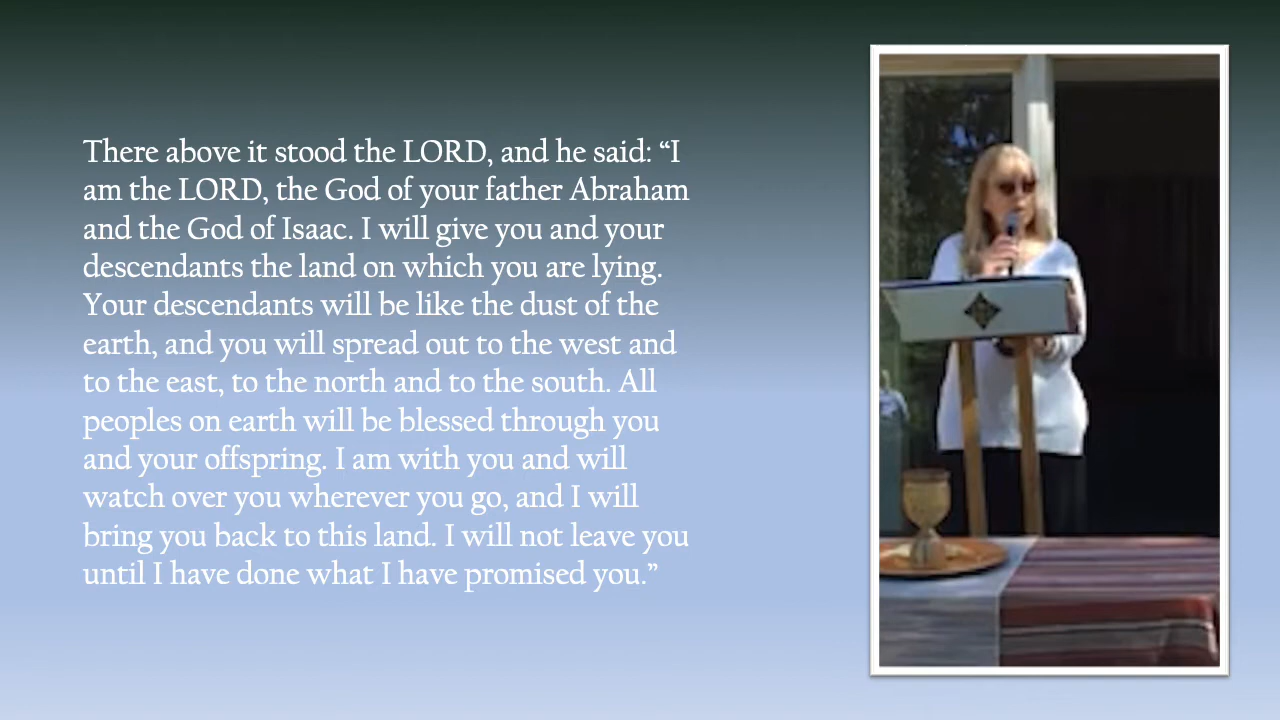 There above it stood the LORD, and he said: “I
am the LORD, the God of your father Abraham
and the God of Isaac. I will give you and your
descendants the land on which you are lying.
Your descendants will be like the dust of the
earth, and you will spread out to the west and
to the east, to the north and to the south. All
peoples on earth will be blessed through you
and your offspring. I am with you and will
watch over you wherever you go, and I will
bring you back to this land. I will not leave you
until I have done what I have promised you.”